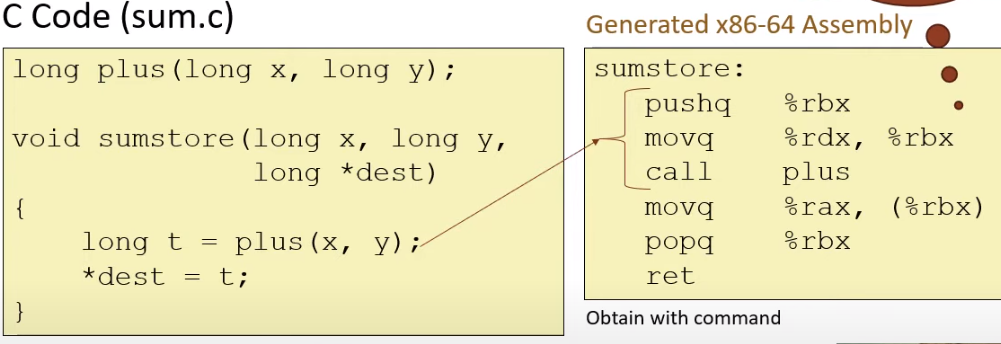 C Code (sum.c)
long plus(long x, long y);
void sumstore(long x, long y,
long *dest)
{
long t = plus(x, y);
*dest = t;
}
Generated x86-64 Assembly
sumstore:
pushq %rbx
movq %rdx, %rbx
call plus
movq %rax, (%rbx)
popq %rbx
ret
Obtain with command